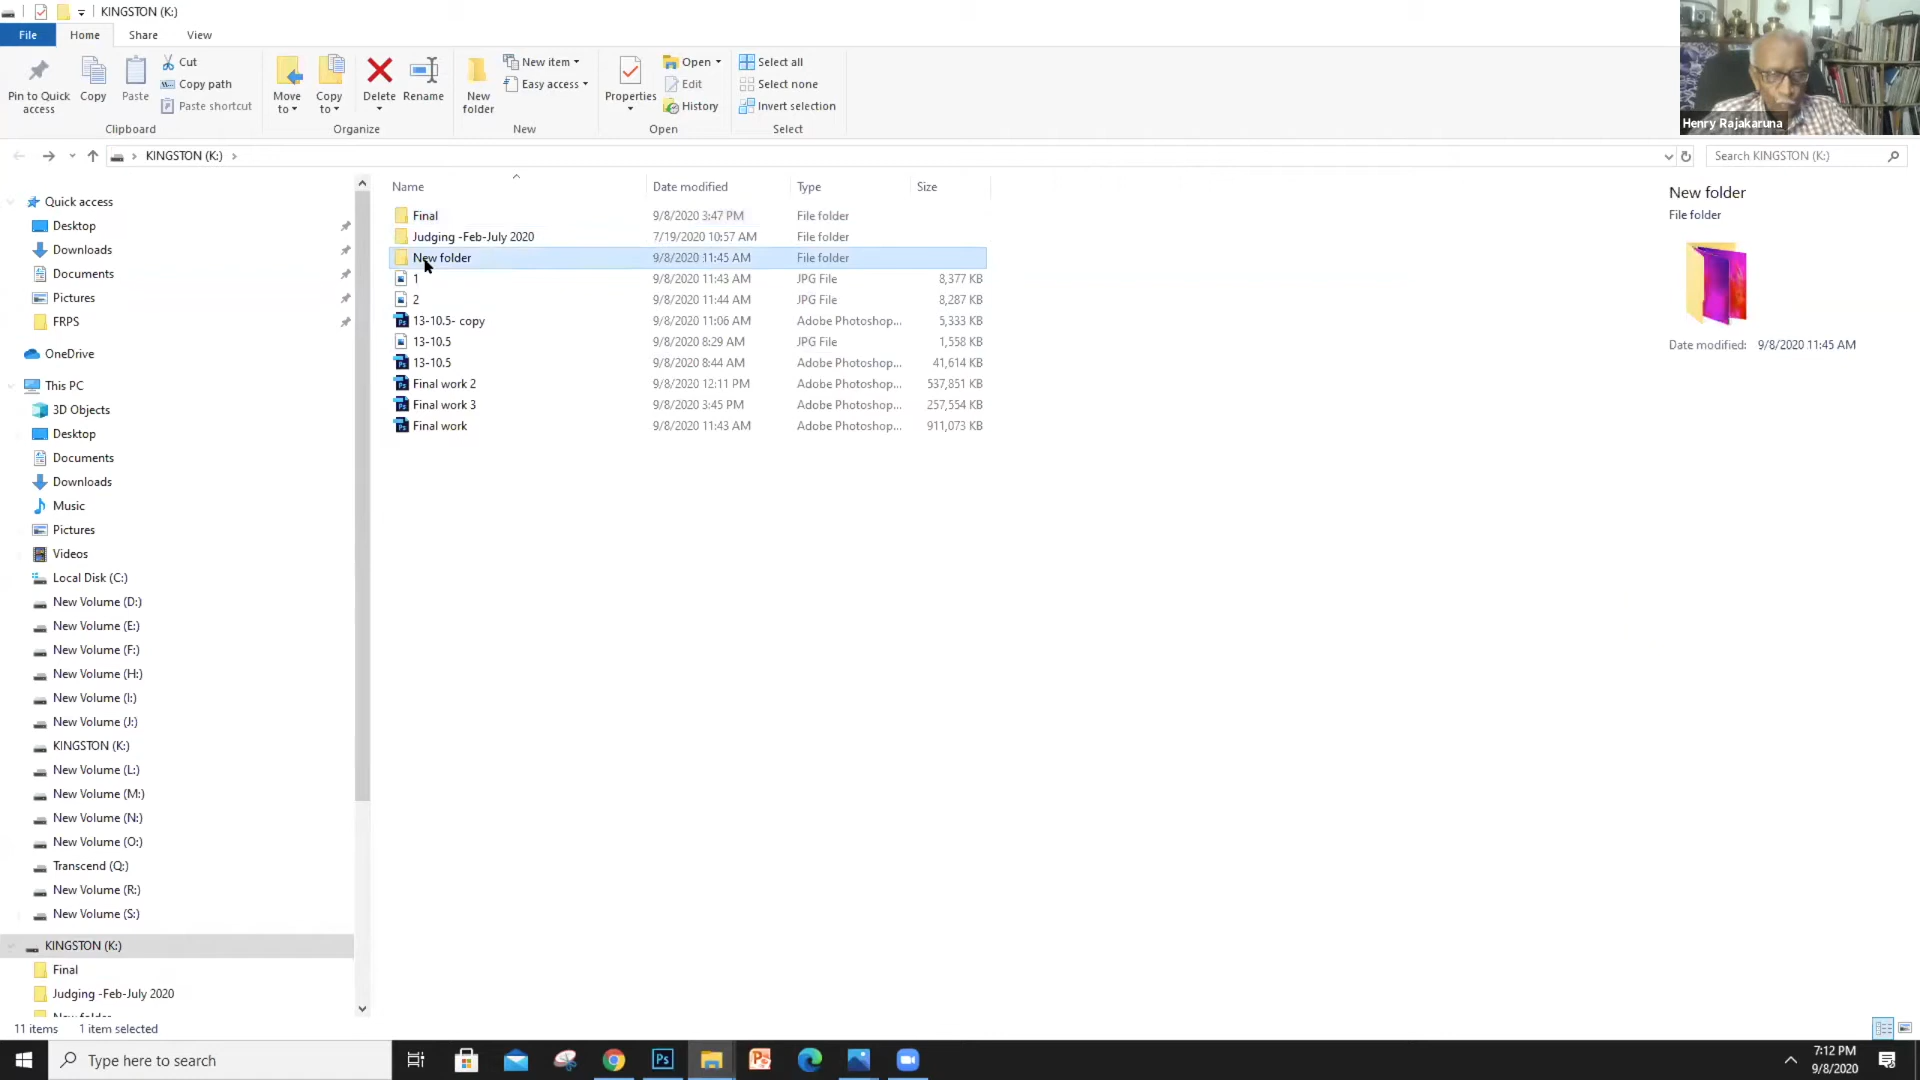 KINGSTON (K:)
File Home Share View
Pin to Quick access
Copy
Paste
Cut
Copy path
Paste shortcut
Clipboard
Move to
Copy to
Delete
Rename
Organize
New folder
New item
Easy access
New
Properties
Open
Edit
History
Open
Select all
Select none
Invert selection
Select
Henry Rajakaruna
KINGSTON (K:)
Search KINGSTON (K:)
Quick access
Desktop
Downloads
Documents
Pictures
FRPS
OneDrive
This PC
3D Objects
Desktop
Documents
Downloads
Music
Pictures
Videos
Local Disk (C:)
New Volume (D:)
New Volume (E:)
New Volume (F:)
New Volume (H:)
New Volume (I:)
New Volume (J:)
KINGSTON (K:)
New Volume (L:)
New Volume (M:)
New Volume (N:)
New Volume (O:)
Transcend (Q:)
New Volume (R:)
New Volume (S:)
KINGSTON (K:)
Final
Judging -Feb-July 2020
New folder
Name Date modified Type Size
Final 9/8/2020 3:47 PM File folder
Judging -Feb-July 2020 7/19/2020 10:57 AM File folder
New folder 9/8/2020 11:45 AM File folder
1 9/8/2020 11:43 AM JPG File 8,377 KB
2 9/8/2020 11:44 AM JPG File 8,287 KB
13-10.5- copy 9/8/2020 11:06 AM Adobe Photoshop... 5,333 KB
13-10.5 9/8/2020 8:29 AM JPG File 1,558 KB
13-10.5 9/8/2020 8:44 AM Adobe Photoshop... 41,614 KB
Final work 2 9/8/2020 12:11 PM Adobe Photoshop... 537,851 KB
Final work 3 9/8/2020 3:45 PM Adobe Photoshop... 257,554 KB
Final work 9/8/2020 11:43 AM Adobe Photoshop... 911,073 KB
New folder
File folder
Date modified: 9/8/2020 11:45 AM
11 items 1 item selected
Type here to search
Ps
7:12 PM
9/8/2020